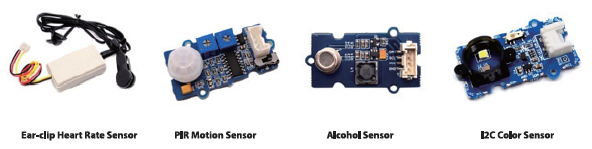 Ear-clip Heart Rate Sensor
PIR Motion Sensor
Alcohol Sensor
I2C Color Sensor